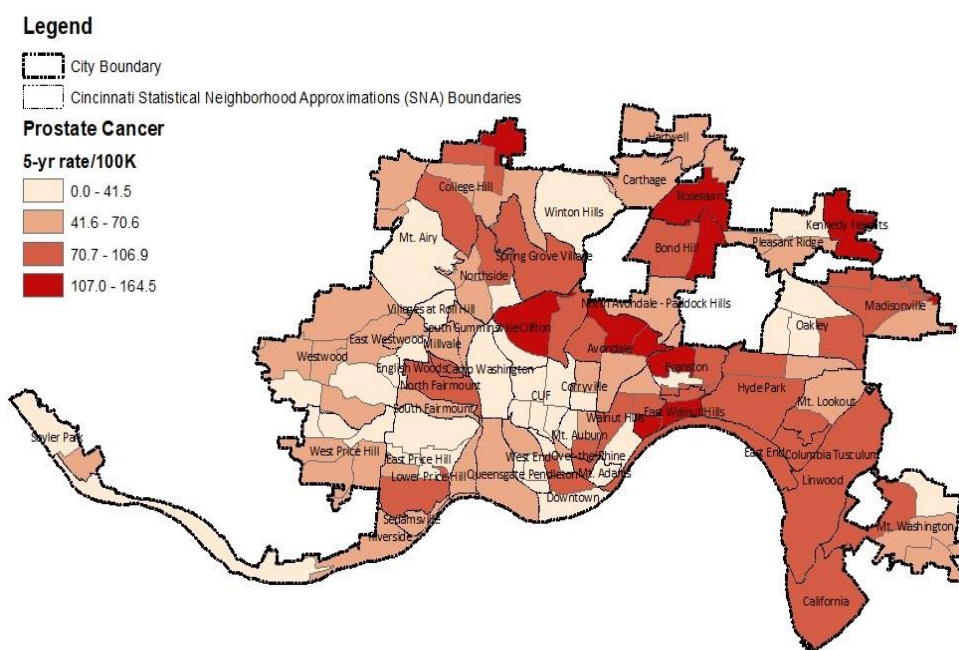 Legend
City Boundary
Cincinnati Statistical Neighborhood Approximations (SNA) Boundaries
Prostate Cancer
5-yr rate/100K
0.0 - 41.5
41.6 - 70.6
70.7 - 106.9
107.0 - 164.5
Hartwell
Carthage
College Hill
Roselawn
Winton Hills
Kennedy Heights
Mt. Airy
Bond Hill
Pleasant Ridge
Spring Grove Village
Northside
North Avondale - Paddock Hills
Madisonville
Villages at Roll Hill
South Cumminsville
Clifton
Oakley
East Westwood
Millvale
Avondale
Westwood
English Woods
Camp Washington
Evanston
North Fairmount
Corryville
Hyde Park
CUF
Mt. Lookout
South Fairmount
Walnut Hills
East Walnut Hills
Sayler Park
Mt. Auburn
West Price Hill
East Price Hill
West End
Over-the-Rhine
East End
Columbia Tusculum
Lower Price Hill
Queensgate
Pendleton
Mt. Adams
Linwood
Downtown
Sedamsville
Riverside
Mt. Washington
California